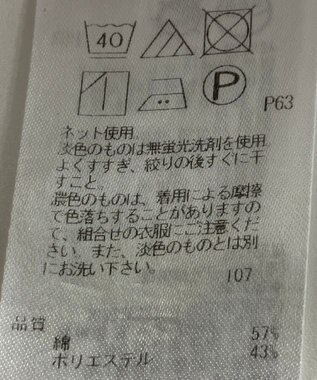 40
P
P63
ネット使用
淡色のものは無蛍光洗剤を使用
よくすすぎ、絞りの後すぐに干
すこと
濃色のものは、着用による摩擦
で色落ちすることがありますの
で、組合せの衣服にご注意くだ
さい。また、淡色のものとは別
にお洗い下さい。
107
品質
綿 57%
ポリエステル 43%